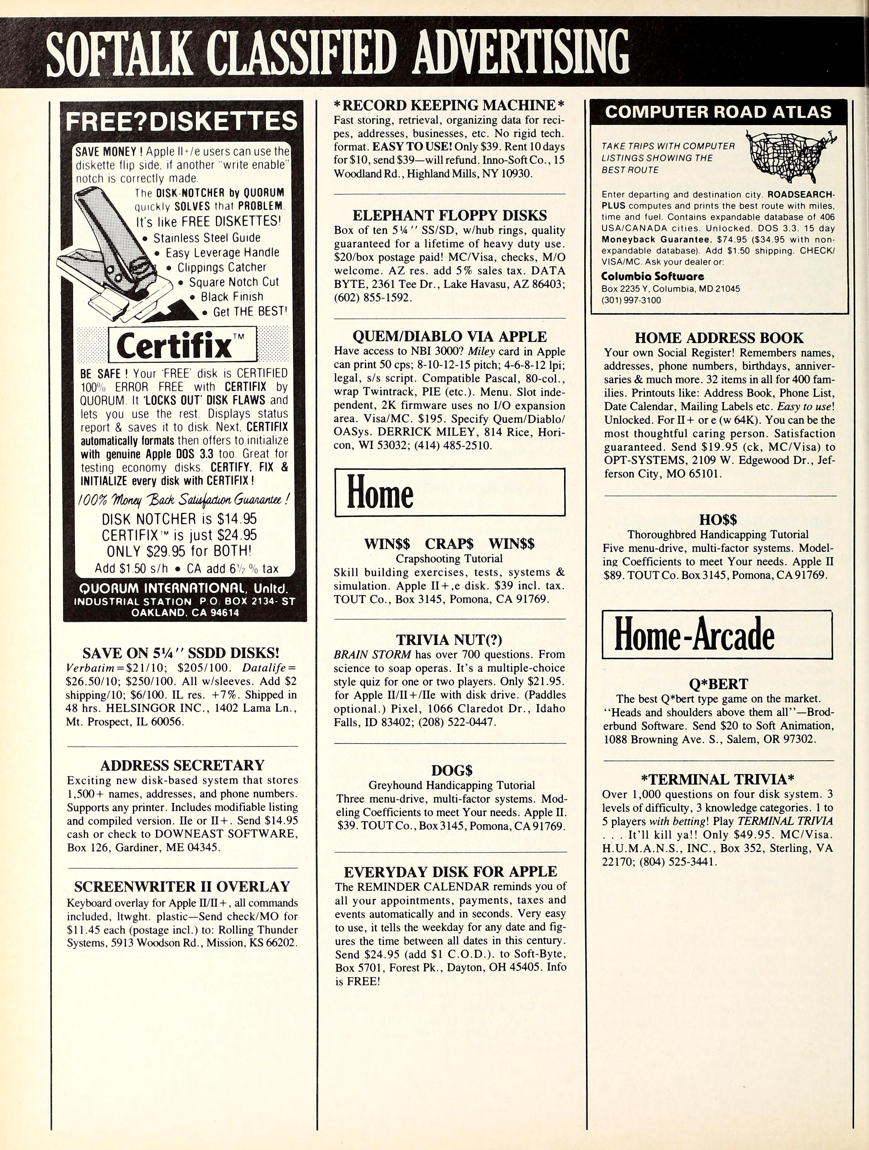 SOFTALK CLASSIFIED ADVERTISING
FREE?DISKETTES
SAVE MONEY! Apple II+/e users can use the
diskette flip side, if another "write enable"
notch is correctly made.
The DISK NOTCHER by QUORUM
quickly SOLVES that PROBLEM.
It's like FREE DISKETTES!
• Stainless Steel Guide
• Easy Leverage Handle
• Clippings Catcher
• Square Notch Cut
• Black Finish
• Get THE BEST!
Certifix™
BE SAFE! Your 'FREE' disk is CERTIFIED
100% ERROR FREE with CERTIFIX by
QUORUM. It 'LOCKS OUT' DISK FLAWS and
lets you use the rest. Displays status
report & saves it to disk. Next, CERTIFIX
automatically formats then offers to initialize
with genuine Apple DOS 3.3 too. Great for
testing economy disks. CERTIFY, FIX &
INITIALIZE every disk with CERTIFIX!
100% Money Back Satisfaction Guarantee!
DISK NOTCHER is $14.95
CERTIFIX™ is just $24.95
ONLY $29.95 for BOTH!
Add $1.50 s/h • CA add 6½% tax
QUORUM INTERNATIONAL, Unltd.
INDUSTRIAL STATION P.O. BOX 2134-ST
OAKLAND, CA 94614
SAVE ON 5¼" SSDD DISKS!
Verbatim=$21/10; $205/100. Datalife=
$26.50/10; $250/100. All w/sleeves. Add $2
shipping/10; $6/100. IL res. +7%. Shipped in
48 hrs. HELSINGOR INC., 1402 Lama Ln.,
Mt. Prospect, IL 60056.
ADDRESS SECRETARY
Exciting new disk-based system that stores
1,500+ names, addresses, and phone numbers.
Supports any printer. Includes modifiable listing
and compiled version. IIe or II+. Send $14.95
cash or check to DOWNEAST SOFTWARE,
Box 126, Gardiner, ME 04345.
SCREENWRITER II OVERLAY
Keyboard overlay for Apple II/II+, all commands
included, ltwght. plastic—Send check/MO for
$11.45 each (postage incl.) to: Rolling Thunder
Systems, 5913 Woodson Rd., Mission, KS 66202.
*RECORD KEEPING MACHINE*
Fast storing, retrieval, organizing data for reci-
pes, addresses, businesses, etc. No rigid tech.
format. EASY TO USE! Only $39. Rent 10 days
for $10, send $39—will refund. Inno-Soft Co., 15
Woodland Rd., Highland Mills, NY 10930.
ELEPHANT FLOPPY DISKS
Box of ten 5¼" SS/SD, w/hub rings, quality
guaranteed for a lifetime of heavy duty use.
$20/box postage paid! MC/Visa, checks, M/O
welcome. AZ res. add 5% sales tax. DATA
BYTE, 2361 Tee Dr., Lake Havasu, AZ 86403;
(602) 855-1592.
QUEM/DIABLO VIA APPLE
Have access to NBI 3000? Miley card in Apple
can print 50 cps; 8-10-12-15 pitch; 4-6-8-12 lpi;
legal, s/s script. Compatible Pascal, 80-col.,
wrap Twintrack, PIE (etc.). Menu. Slot inde-
pendent, 2K firmware uses no I/O expansion
area. Visa/MC. $195. Specify Quem/Diablo/
OASys. DERRICK MILEY, 814 Rice, Hori-
con, WI 53032; (414) 485-2510.
Home
WIN$$ CRAP$ WIN$$
Crapshooting Tutorial
Skill building exercises, tests, systems &
simulation. Apple II+,e disk. $39 incl. tax.
TOUT Co., Box 3145, Pomona, CA 91769.
TRIVIA NUT(?)
BRAIN STORM has over 700 questions. From
science to soap operas. It's a multiple-choice
style quiz for one or two players. Only $21.95.
for Apple II/II+/IIe with disk drive. (Paddles
optional.) Pixel, 1066 Claredot Dr., Idaho
Falls, ID 83402; (208) 522-0447.
DOG$
Greyhound Handicapping Tutorial
Three menu-drive, multi-factor systems. Mod-
eling Coefficients to meet Your needs. Apple II.
$39. TOUT Co., Box 3145, Pomona, CA 91769.
EVERYDAY DISK FOR APPLE
The REMINDER CALENDAR reminds you of
all your appointments, payments, taxes and
events automatically and in seconds. Very easy
to use, it tells the weekday for any date and fig-
ures the time between all dates in this century.
Send $24.95 (add $1 C.O.D.). to Soft-Byte,
Box 5701, Forest Pk., Dayton, OH 45405. Info
is FREE!
COMPUTER ROAD ATLAS
TAKE TRIPS WITH COMPUTER
LISTINGS SHOWING THE
BEST ROUTE
Enter departing and destination city. ROADSEARCH-
PLUS computes and prints the best route with miles,
time and fuel. Contains expandable database of 406
USA/CANADA cities. Unlocked. DOS 3.3. 15 day
Moneyback Guarantee. $74.95 ($34.95 with non-
expandable database). Add $1.50 shipping. CHECK/
VISA/MC. Ask your dealer or:
Columbia Software
Box 2235 Y, Columbia, MD 21045
(301) 997-3100
HOME ADDRESS BOOK
Your own Social Register! Remembers names,
addresses, phone numbers, birthdays, anniver-
saries & much more. 32 items in all for 400 fam-
ilies. Printouts like: Address Book, Phone List,
Date Calendar, Mailing Labels etc. Easy to use!
Unlocked. For II+ or e (w 64K). You can be the
most thoughtful caring person. Satisfaction
guaranteed. Send $19.95 (ck, MC/Visa) to
OPT-SYSTEMS, 2109 W. Edgewood Dr., Jef-
ferson City, MO 65101.
HO$$
Thoroughbred Handicapping Tutorial
Five menu-drive, multi-factor systems. Model-
ing Coefficients to meet Your Needs. Apple II
$89. TOUT Co. Box 3145, Pomona, CA 91769.
Home-Arcade
Q*BERT
The best Q*bert type game on the market.
"Heads and shoulders above them all"—Brod-
erbund Software. Send $20 to Soft Animation,
1088 Browning Ave. S., Salem, OR 97302.
*TERMINAL TRIVIA*
Over 1,000 questions on four disk system. 3
levels of difficulty, 3 knowledge categories. 1 to
5 players with betting! Play TERMINAL TRIVIA
. . . It'll kill ya!! Only $49.95. MC/Visa.
H.U.M.A.N.S., INC., Box 352, Sterling, VA
22170; (804) 525-3441.